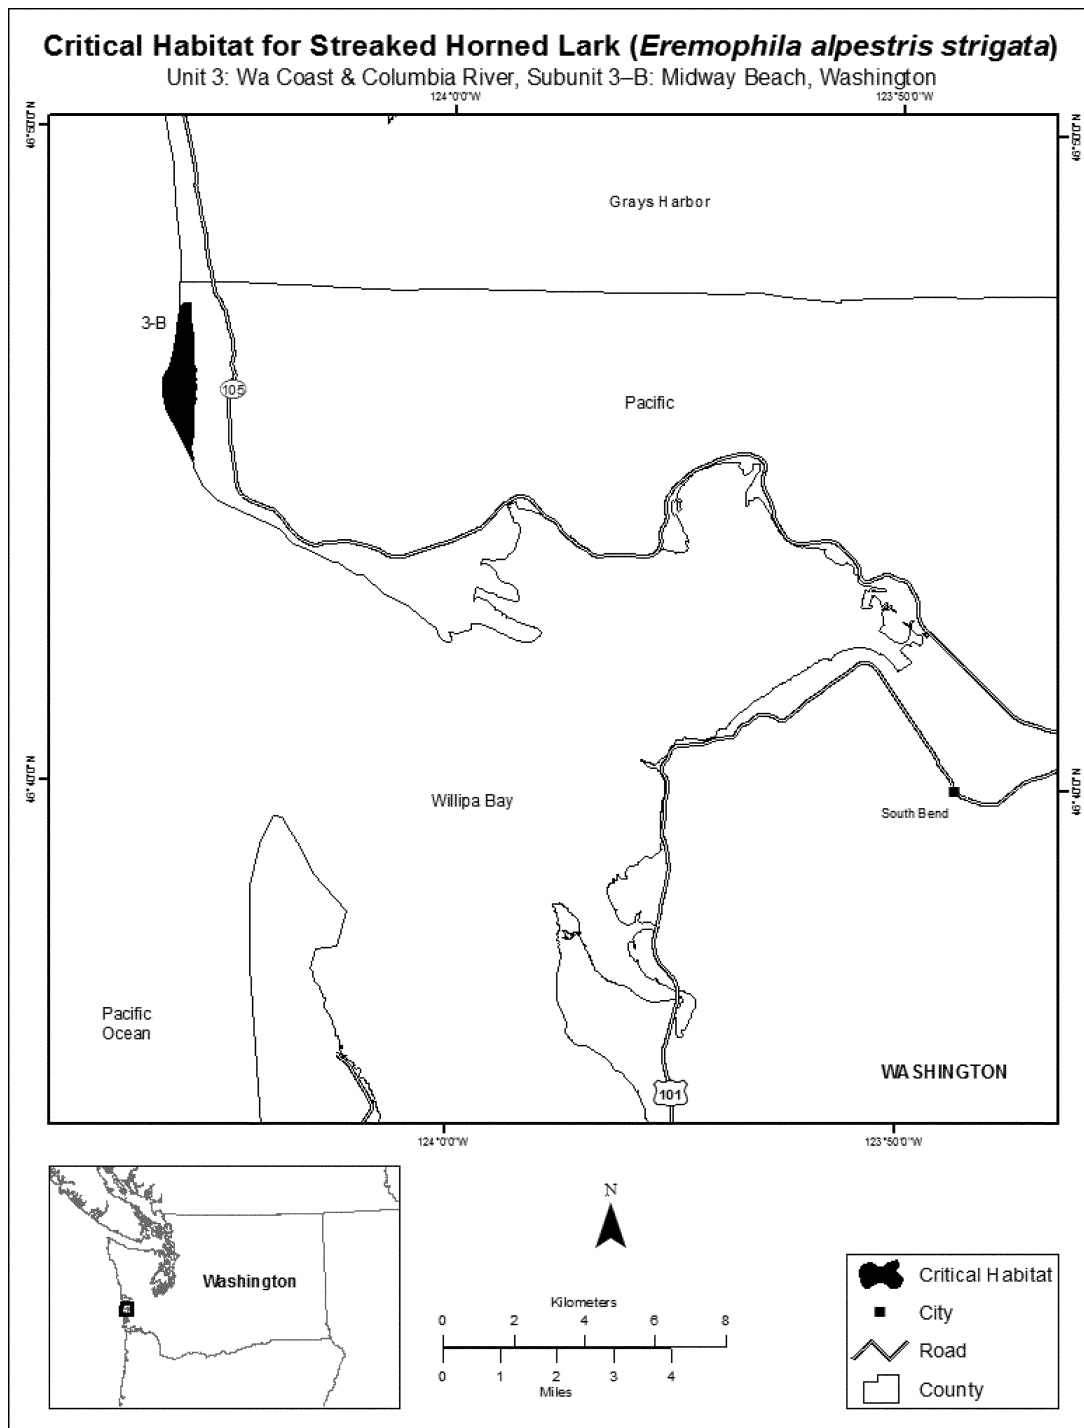 Critical Habitat for Streaked Horned Lark (Eremophila alpestris strigata)
Unit 3: Wa Coast & Columbia River, Subunit 3–B: Midway Beach, Washington
124°0'0"W
123°50'0"W
46°50'0"N
46°50'0"N
Grays Harbor
3-B
105
Pacific
46°40'0"N
46°40'0"N
Willipa Bay
South Bend
Pacific
Ocean
WASHINGTON
101
124°0'0"W
123°50'0"W
N
Washington
Kilometers
0 2 4 6 8
0 1 2 3 4
Miles
Critical Habitat
City
Road
County